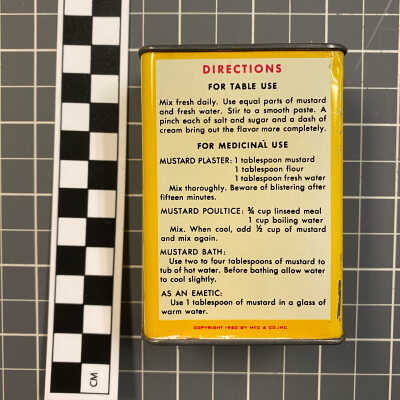 DIRECTIONS
FOR TABLE USE
Mix fresh daily. Use equal parts of mustard
and fresh water. Stir to a smooth paste. A
pinch each of salt and sugar and a dash of
cream bring out the flavor more completely.
FOR MEDICINAL USE
MUSTARD PLASTER: 1 tablespoon mustard
1 tablespoon flour
1 tablespoon fresh water
Mix thoroughly. Beware of blistering after
fifteen minutes.
MUSTARD POULTICE: ¾ cup linseed meal
1 cup boiling water
Mix. When cool, add ½ cup of mustard
and mix again.
MUSTARD BATH:
Use two to four tablespoons of mustard to
tub of hot water. Before bathing allow water
to cool slightly.
AS AN EMETIC:
Use 1 tablespoon of mustard in a glass of
warm water.
COPYRIGHT BY & CO., INC.
CM